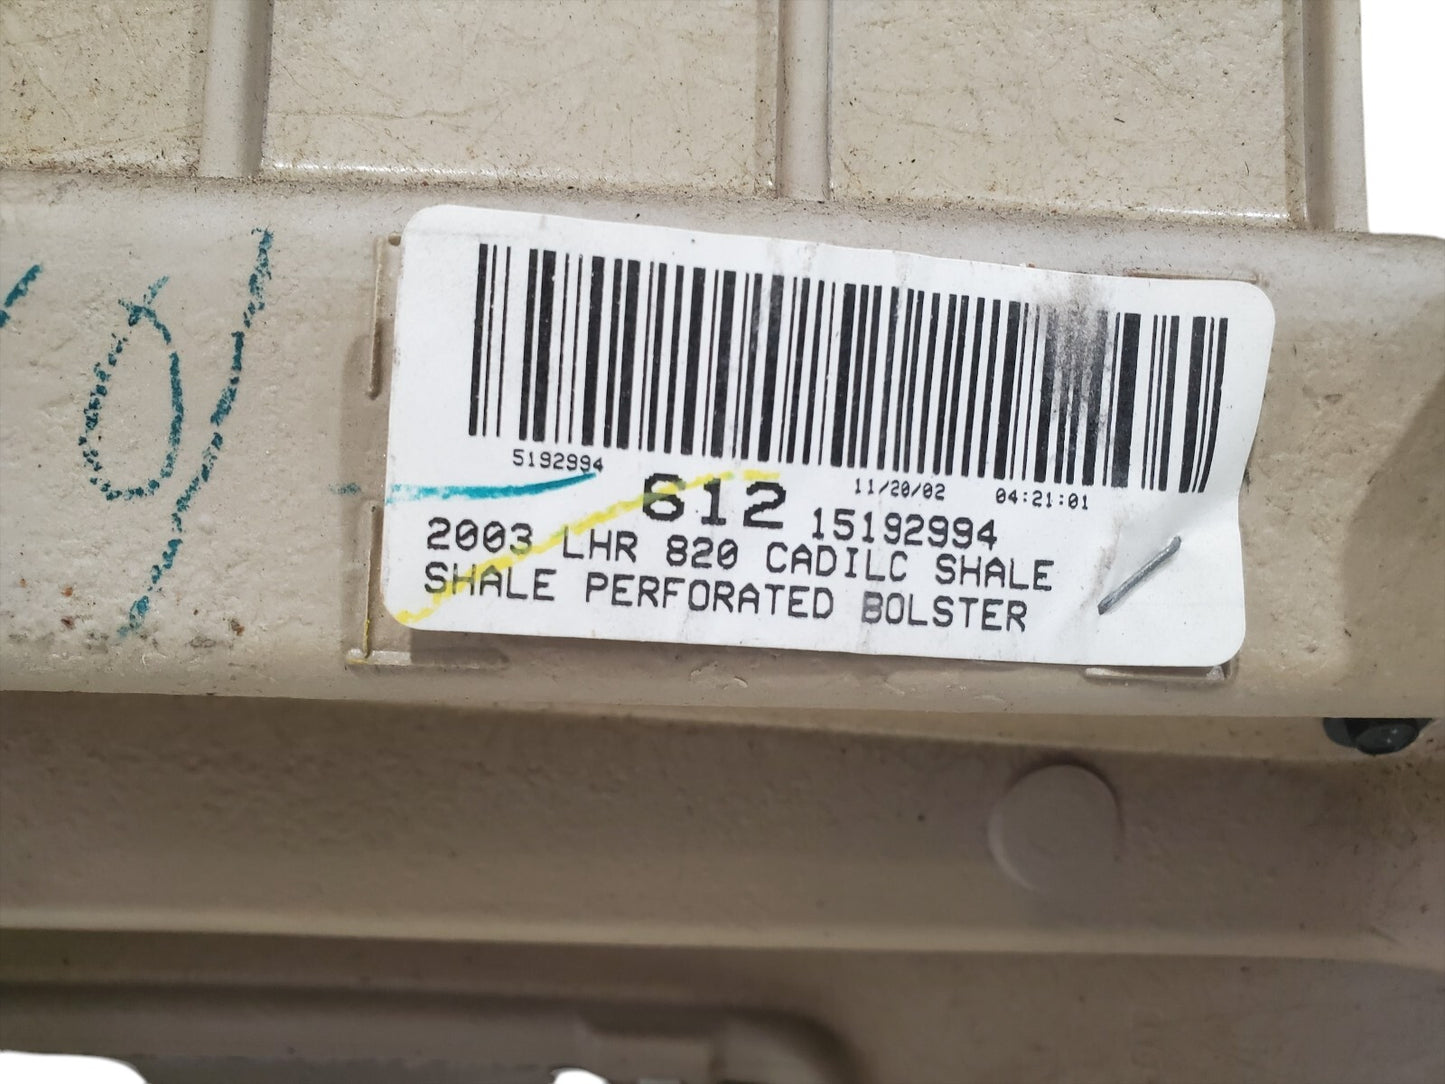 5192994
612 11/20/02 04:21:01
15192994
2003 LHR 820 CADILC SHALE
SHALE PERFORATED BOLSTER